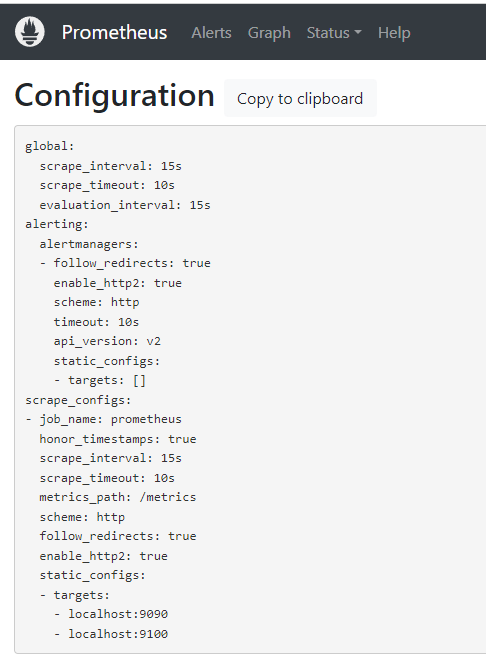 Prometheus Alerts Graph Status Help
Configuration Copy to clipboard
global:
  scrape_interval: 15s
  scrape_timeout: 10s
  evaluation_interval: 15s
alerting:
  alertmanagers:
  - follow_redirects: true
    enable_http2: true
    scheme: http
    timeout: 10s
    api_version: v2
    static_configs:
    - targets: []
scrape_configs:
- job_name: prometheus
  honor_timestamps: true
  scrape_interval: 15s
  scrape_timeout: 10s
  metrics_path: /metrics
  scheme: http
  follow_redirects: true
  enable_http2: true
  static_configs:
  - targets:
    - localhost:9090
    - localhost:9100